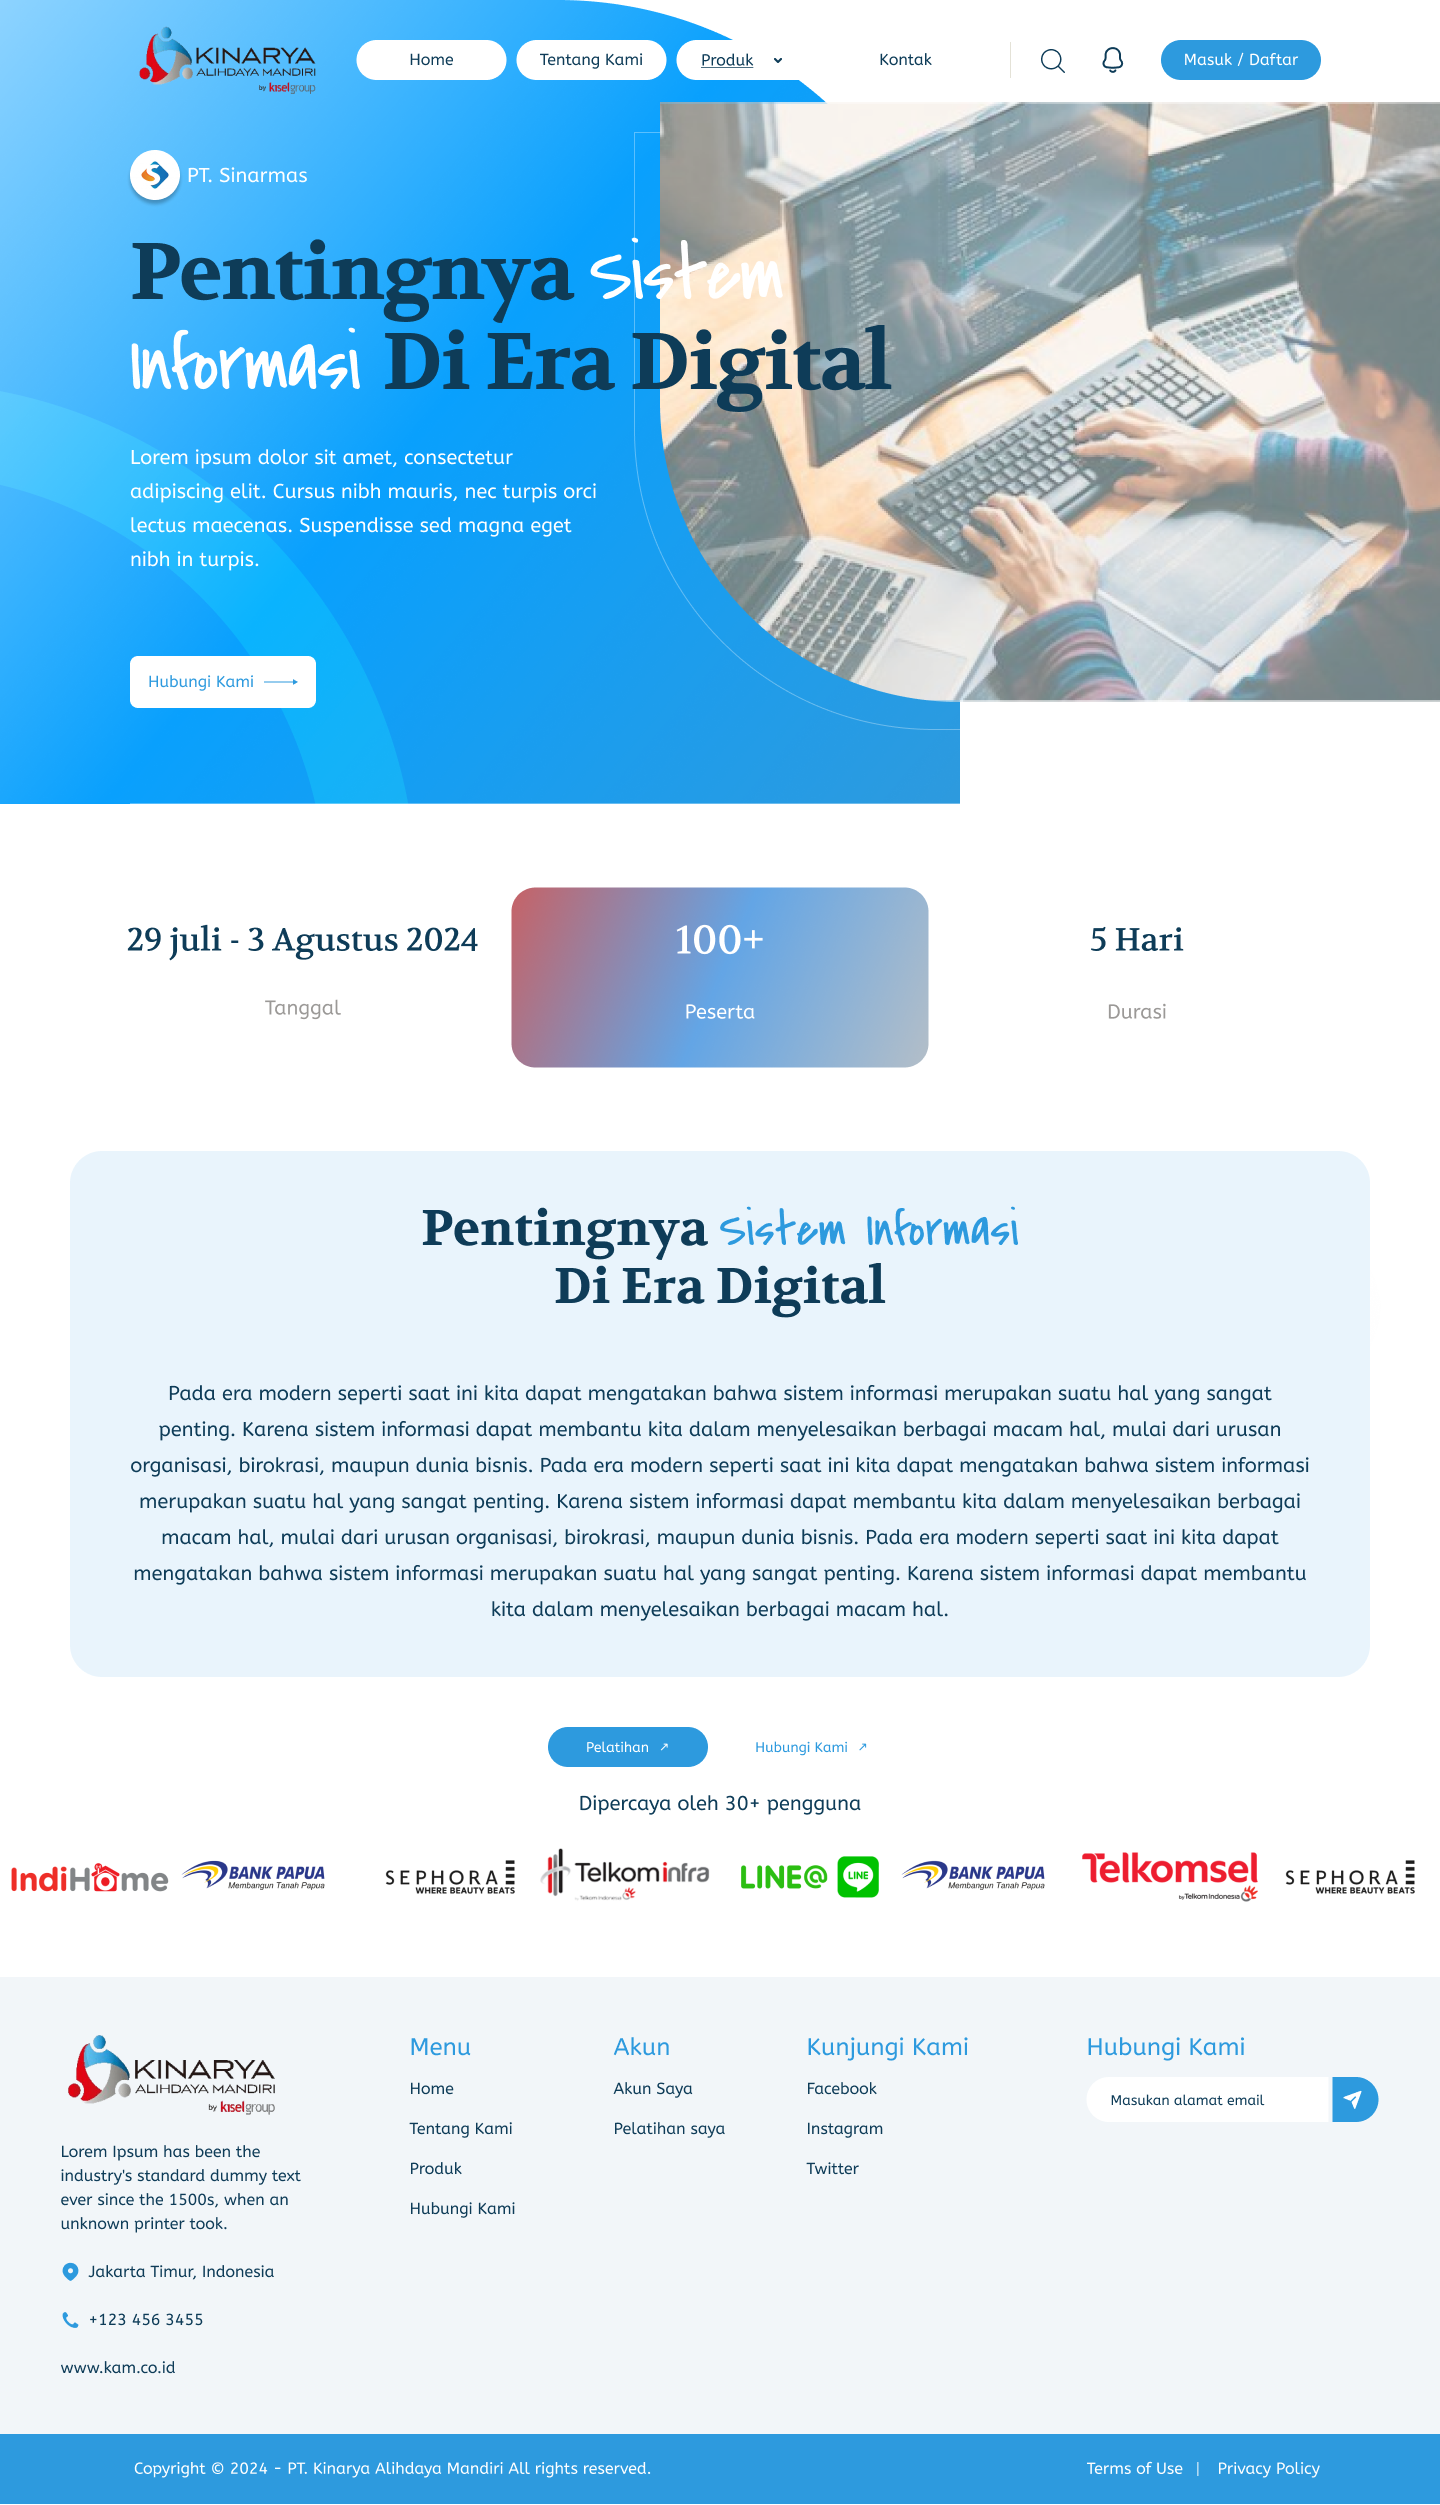 KINARYA
ALIHDAYA MANDIRI
by kiselgroup
Home
Tentang Kami
Produk
Kontak
Masuk / Daftar
PT. Sinarmas
Pentingnya Sistem
Informasi Di Era Digital
Lorem ipsum dolor sit amet, consectetur
adipiscing elit. Cursus nibh mauris, nec turpis orci
lectus maecenas. Suspendisse sed magna eget
nibh in turpis.
Hubungi Kami
29 juli - 3 Agustus 2024
Tanggal
100+
Peserta
5 Hari
Durasi
Pentingnya Sistem Informasi
Di Era Digital
Pada era modern seperti saat ini kita dapat mengatakan bahwa sistem informasi merupakan suatu hal yang sangat
penting. Karena sistem informasi dapat membantu kita dalam menyelesaikan berbagai macam hal, mulai dari urusan
organisasi, birokrasi, maupun dunia bisnis. Pada era modern seperti saat ini kita dapat mengatakan bahwa sistem informasi
merupakan suatu hal yang sangat penting. Karena sistem informasi dapat membantu kita dalam menyelesaikan berbagai
macam hal, mulai dari urusan organisasi, birokrasi, maupun dunia bisnis. Pada era modern seperti saat ini kita dapat
mengatakan bahwa sistem informasi merupakan suatu hal yang sangat penting. Karena sistem informasi dapat membantu
kita dalam menyelesaikan berbagai macam hal.
Pelatihan
Hubungi Kami
Dipercaya oleh 30+ pengguna
IndiHome
BANK PAPUA
Membangun Tanah Papua
SEPHORA
WHERE BEAUTY BEATS
Telkominfra
Telkom Indonesia
LINE@
LINE
BANK PAPUA
Membangun Tanah Papua
Telkomsel
by Telkom Indonesia
SEPHORA
WHERE BEAUTY BEATS
KINARYA
ALIHDAYA MANDIRI
by kiselgroup
Lorem Ipsum has been the
industry's standard dummy text
ever since the 1500s, when an
unknown printer took.
Jakarta Timur, Indonesia
+123 456 3455
www.kam.co.id
Menu
Home
Tentang Kami
Produk
Hubungi Kami
Akun
Akun Saya
Pelatihan saya
Kunjungi Kami
Facebook
Instagram
Twitter
Hubungi Kami
Masukan alamat email
Copyright © 2024 - PT. Kinarya Alihdaya Mandiri All rights reserved.
Terms of Use | Privacy Policy